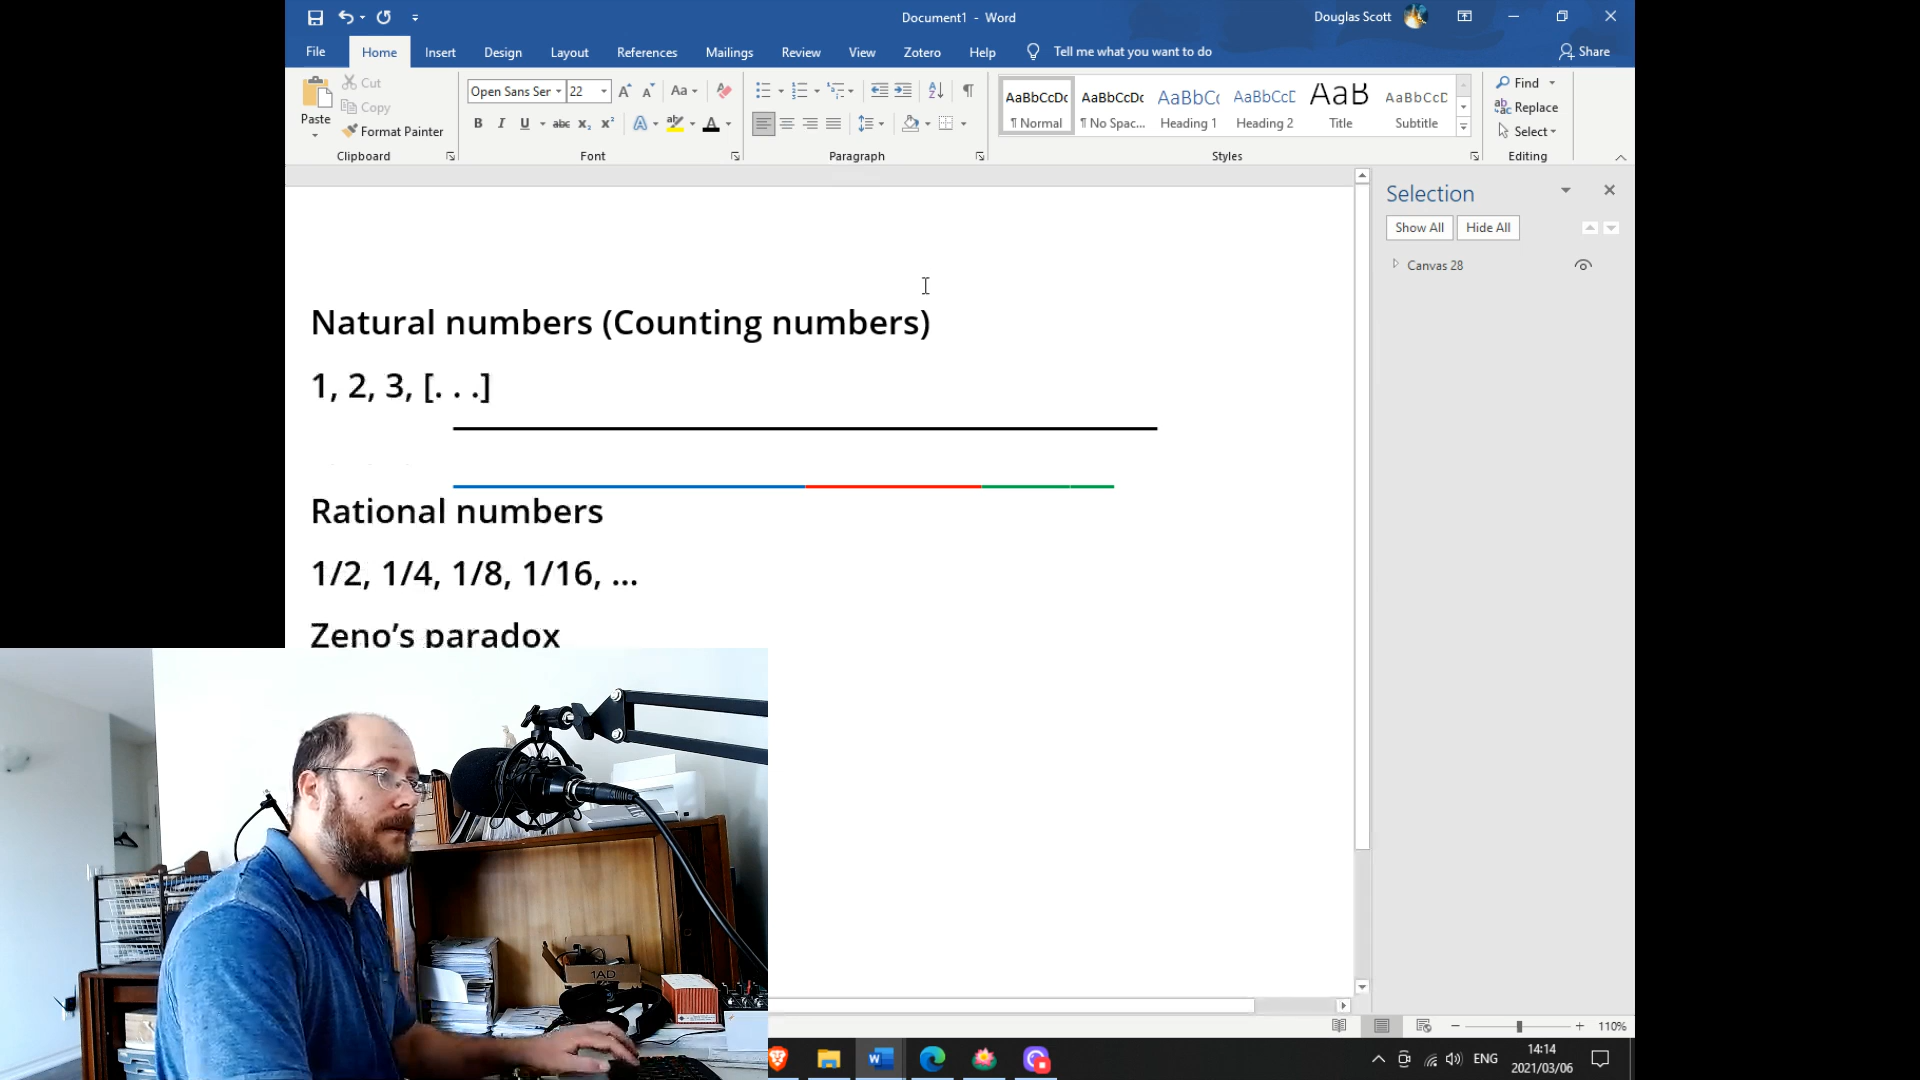 Document1 - Word
Douglas Scott
File Home Insert Design Layout References Mailings Review View Zotero Help Tell me what you want to do Share
Paste
Cut
Copy
Format Painter
Clipboard
Open Sans Ser 22
Font
Paragraph
AaBbCcDc AaBbCcDc AaBbCc AaBbCcD AaB AaBbCcD
¶ Normal ¶ No Spac... Heading 1 Heading 2 Title Subtitle
Styles
Find
Replace
Select
Editing
Selection
Show All Hide All
Canvas 28
Natural numbers (Counting numbers)
1, 2, 3, [. . .]
Rational numbers
1/2, 1/4, 1/8, 1/16, ...
Zeno’s paradox
1AD
110%
ENG
14:14
2021/03/06